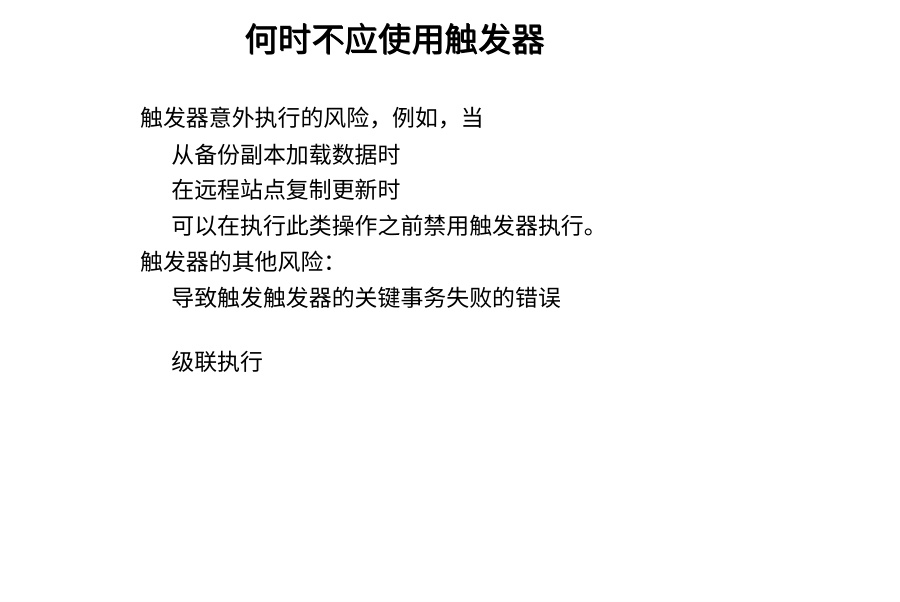 何时不应使用触发器
触发器意外执行的风险，例如，当
从备份副本加载数据时
在远程站点复制更新时
可以在执行此类操作之前禁用触发器执行。
触发器的其他风险：
导致触发触发器的关键事务失败的错误
级联执行